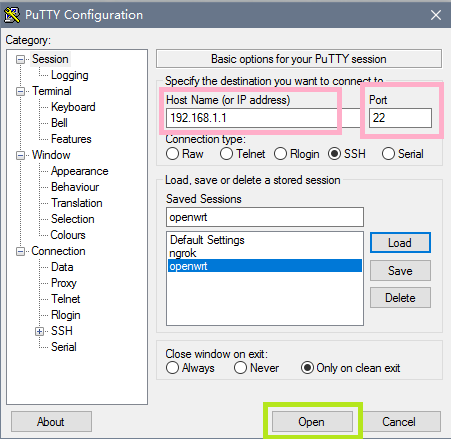 PuTTY Configuration
Category:
Session
Logging
Terminal
Keyboard
Bell
Features
Window
Appearance
Behaviour
Translation
Selection
Colours
Connection
Data
Proxy
Telnet
Rlogin
SSH
Serial
Basic options for your PuTTY session
Specify the destination you want to connect to
Host Name (or IP address) Port
192.168.1.1 22
Connection type:
Raw Telnet Rlogin SSH Serial
Load, save or delete a stored session
Saved Sessions
openwrt
Default Settings
ngrok
openwrt
Load
Save
Delete
Close window on exit:
Always Never Only on clean exit
About Open Cancel